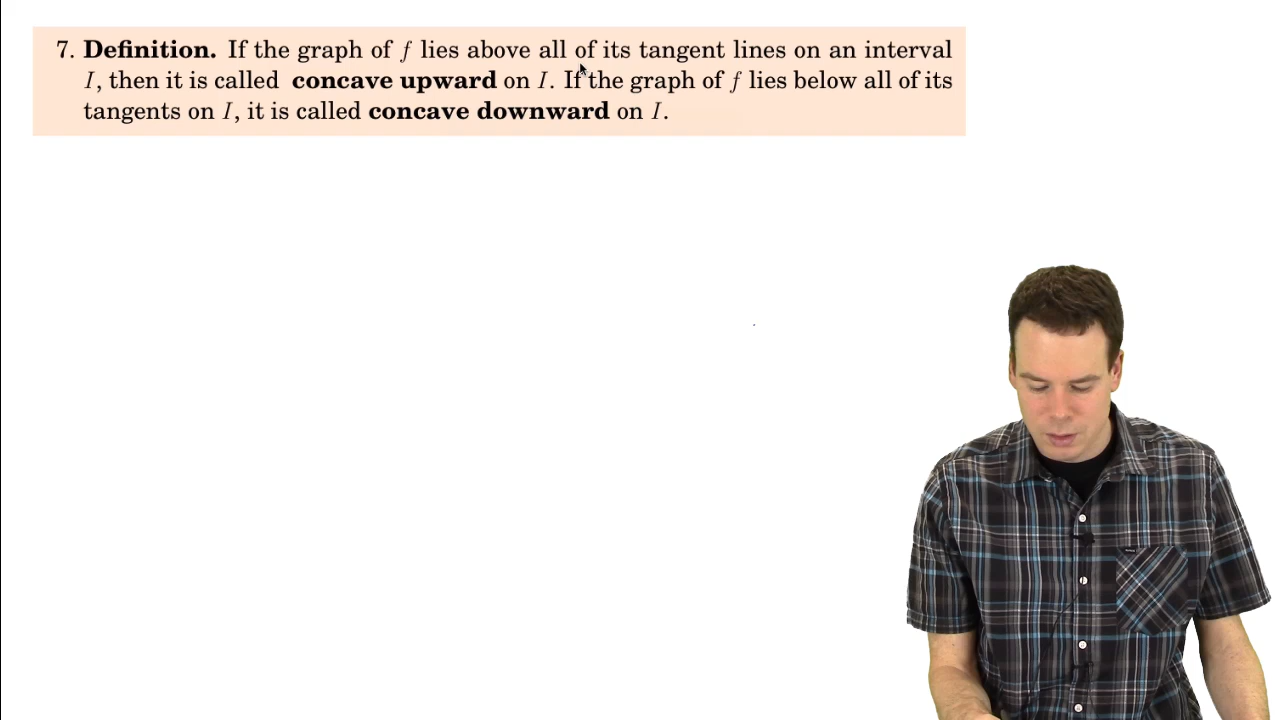 7. Definition. If the graph of f lies above all of its tangent lines on an interval
I, then it is called concave upward on I. If the graph of f lies below all of its
tangents on I, it is called concave downward on I.